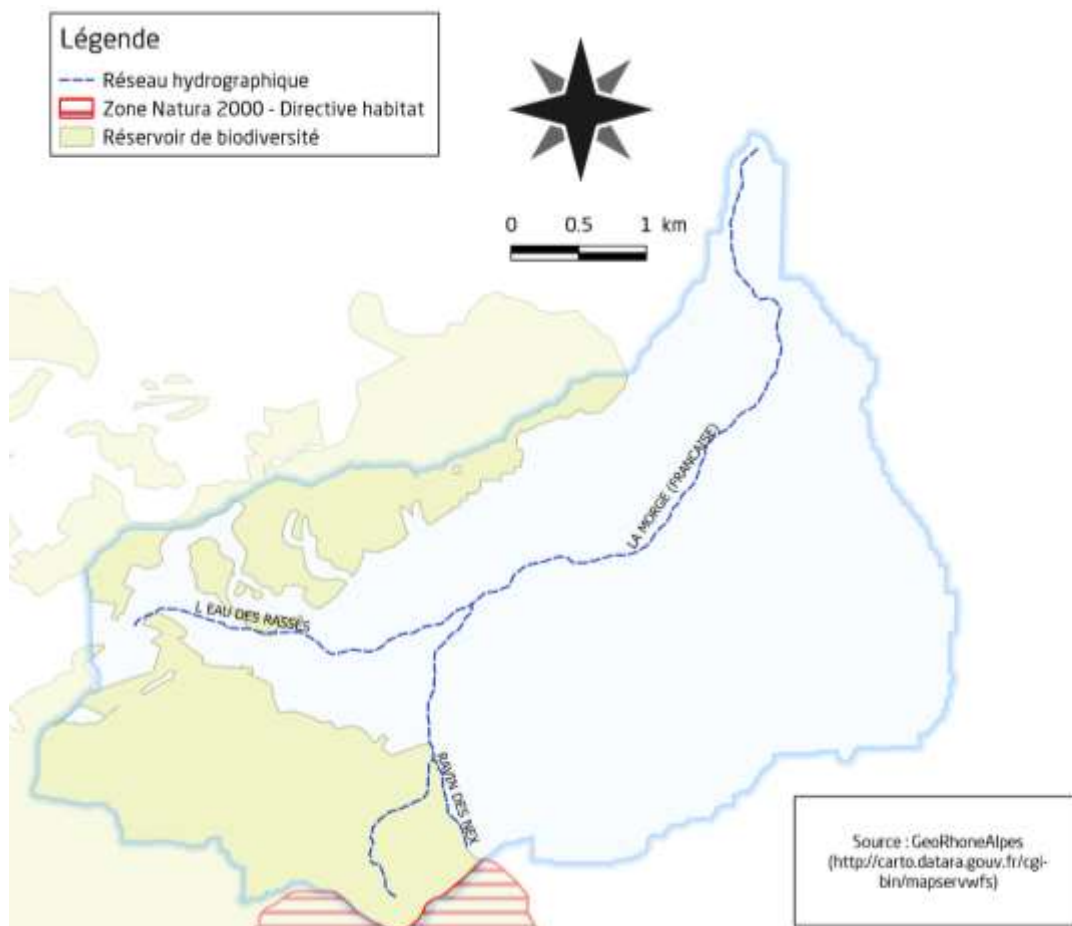 Légende
Réseau hydrographique
Zone Natura 2000 - Directive habitat
Réservoir de biodiversité
0 0.5 1 km
LA MORGE (FRANCAISE)
L EAU DES RASSES
RAVIN DES NEX
Source : GeoRhoneAlpes
(http://carto.datara.gouv.fr/cgi-
bin/mapservwfs)